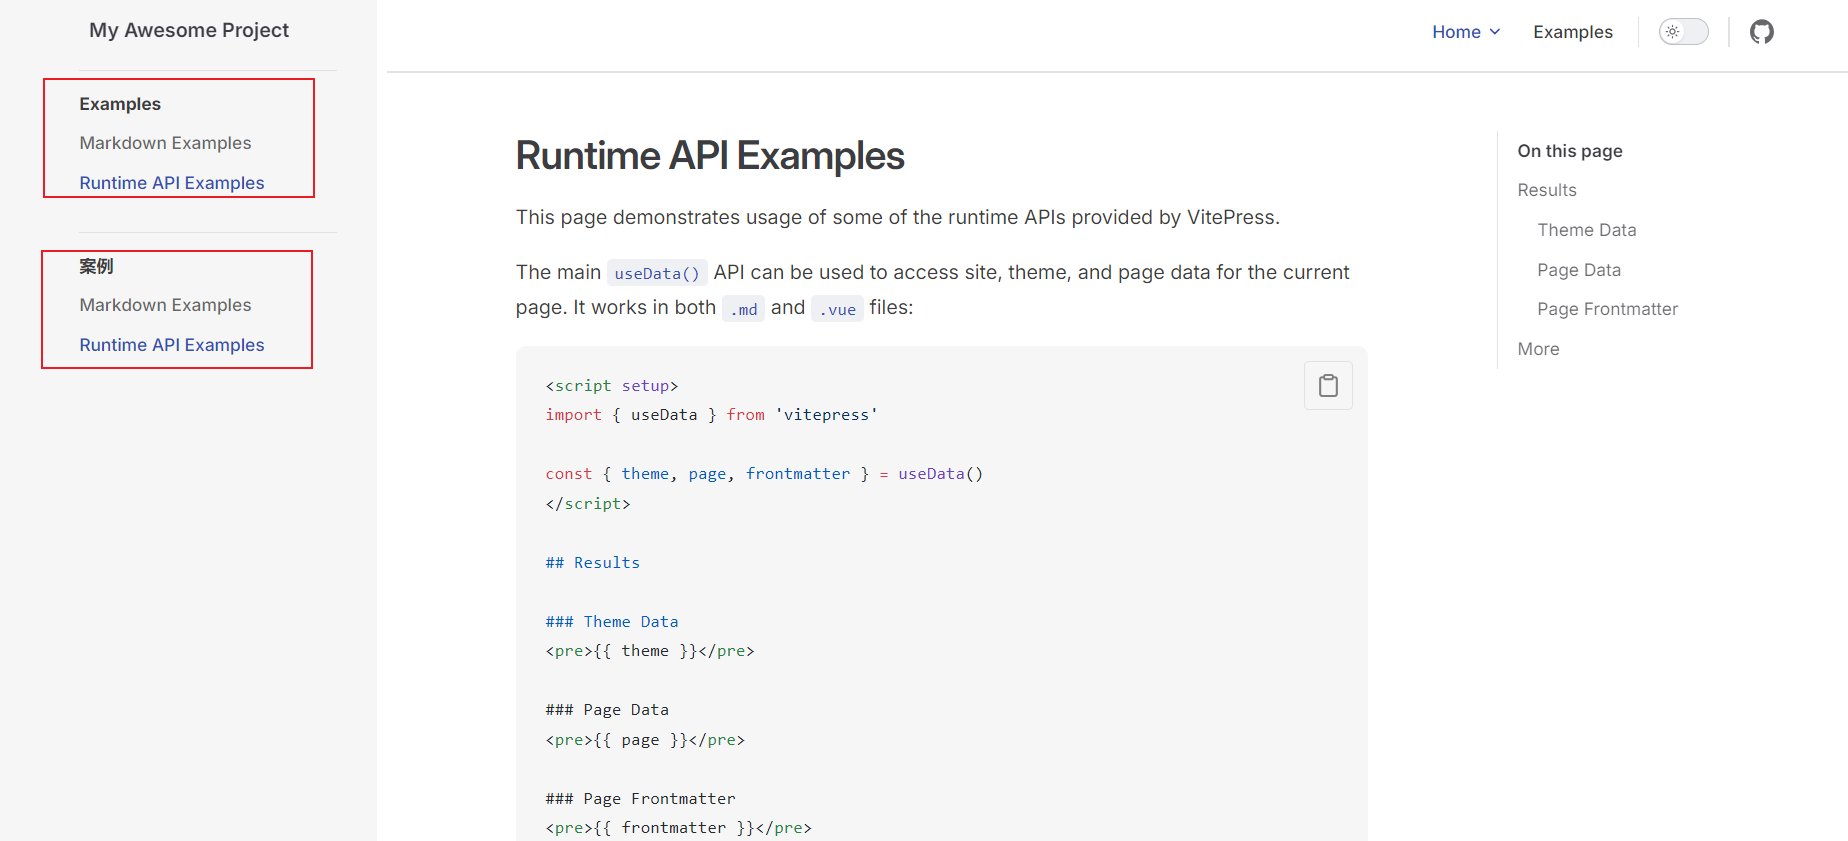 My Awesome Project
Home
Examples
Examples
Markdown Examples
Runtime API Examples
案例
Markdown Examples
Runtime API Examples
Runtime API Examples
This page demonstrates usage of some of the runtime APIs provided by VitePress.
The main useData() API can be used to access site, theme, and page data for the current
page. It works in both .md and .vue files:
<script setup>
import { useData } from 'vitepress'
const { theme, page, frontmatter } = useData()
</script>
## Results
### Theme Data
<pre>{{ theme }}</pre>
### Page Data
<pre>{{ page }}</pre>
### Page Frontmatter
<pre>{{ frontmatter }}</pre>
On this page
Results
Theme Data
Page Data
Page Frontmatter
More